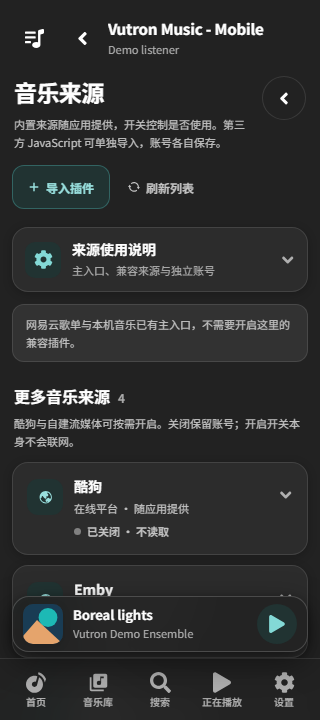 Vutron Music - Mobile
Demo listener
音乐来源
内置来源随应用提供，开关控制是否使用。第三
方 JavaScript 可单独导入，账号各自保存。
导入插件
刷新列表
来源使用说明
主入口、兼容来源与独立账号
网易云歌单与本机音乐已有主入口，不需要开启这里的
兼容插件。
更多音乐来源 4
酷狗与自建流媒体可按需开启。关闭保留账号；开启开关本
身不会联网。
酷狗
在线平台 · 随应用提供
已关闭 · 不读取
Emby
Boreal lights
Vutron Demo Ensemble
首页
音乐库
搜索
正在播放
设置